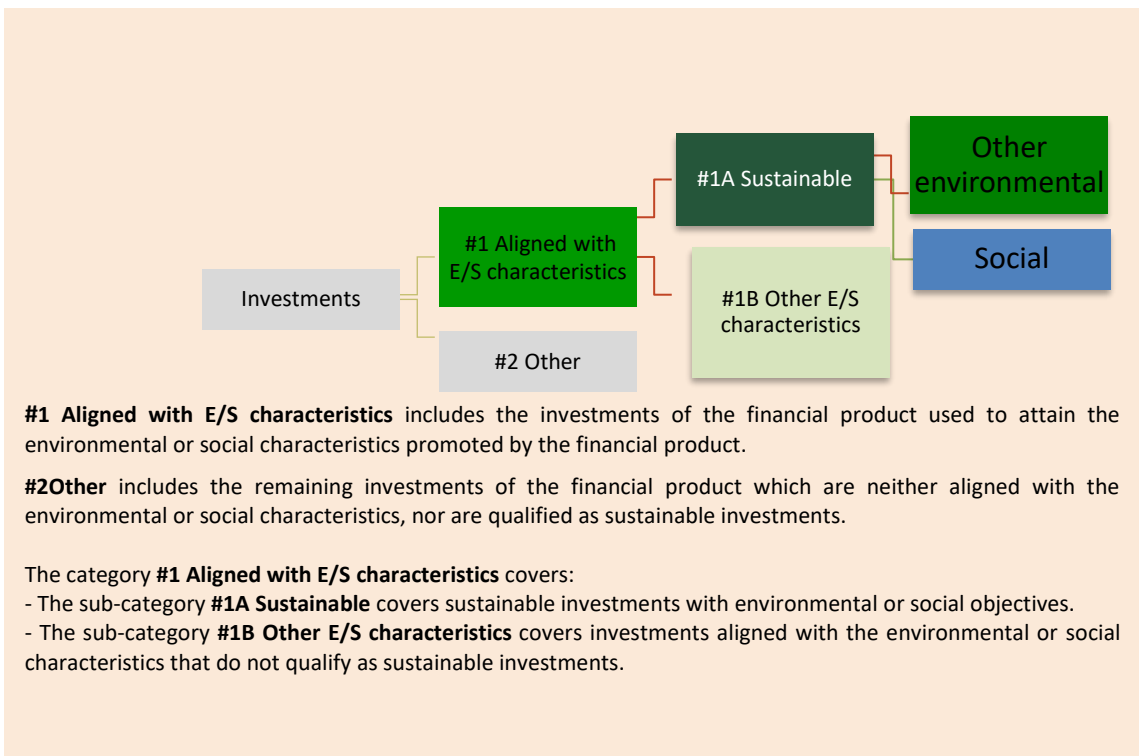 Other
environmental
#1A Sustainable
#1 Aligned with
E/S characteristics
Social
Investments
#1B Other E/S
characteristics
#2 Other
#1 Aligned with E/S characteristics includes the investments of the financial product used to attain the
environmental or social characteristics promoted by the financial product.
#2Other includes the remaining investments of the financial product which are neither aligned with the
environmental or social characteristics, nor are qualified as sustainable investments.
The category #1 Aligned with E/S characteristics covers:
- The sub-category #1A Sustainable covers sustainable investments with environmental or social objectives.
- The sub-category #1B Other E/S characteristics covers investments aligned with the environmental or social
characteristics that do not qualify as sustainable investments.